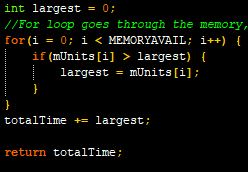 int largest = 0;
//For loop goes through the memory,
for(i = 0; i < MEMORYAVAIL; i++) {
if(mUnits[i] > largest) {
largest = mUnits[i];
}
}
totalTime += largest;
return totalTime;